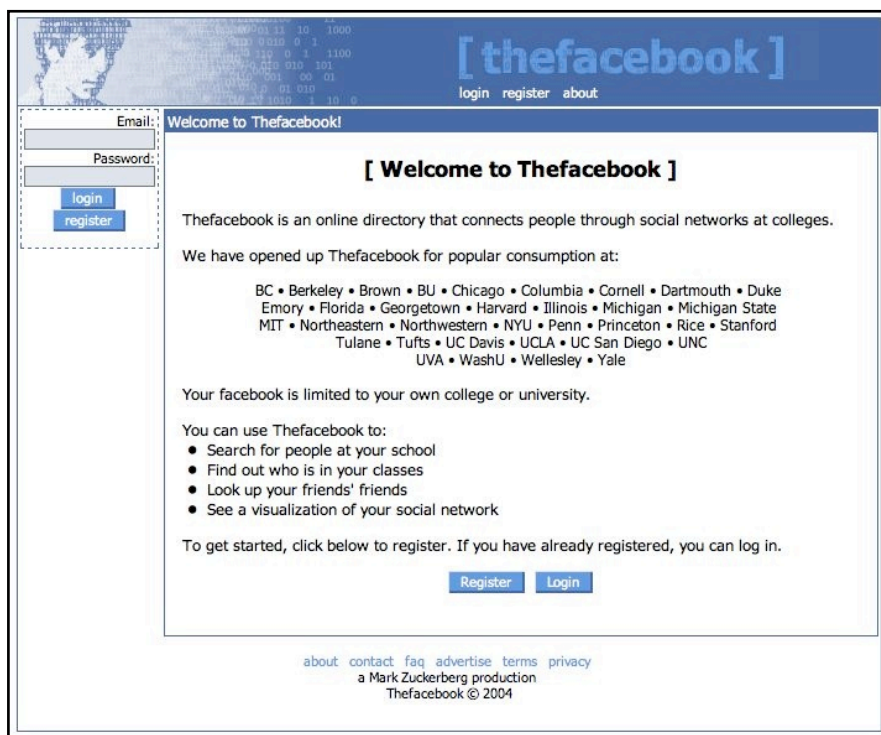 [ thefacebook ]
login register about
Email:
Password:
login
register
Welcome to Thefacebook!
[ Welcome to Thefacebook ]
Thefacebook is an online directory that connects people through social networks at colleges.
We have opened up Thefacebook for popular consumption at:
BC • Berkeley • Brown • BU • Chicago • Columbia • Cornell • Dartmouth • Duke
Emory • Florida • Georgetown • Harvard • Illinois • Michigan • Michigan State
MIT • Northeastern • Northwestern • NYU • Penn • Princeton • Rice • Stanford
Tulane • Tufts • UC Davis • UCLA • UC San Diego • UNC
UVA • WashU • Wellesley • Yale
Your facebook is limited to your own college or university.
You can use Thefacebook to:
• Search for people at your school
• Find out who is in your classes
• Look up your friends' friends
• See a visualization of your social network
To get started, click below to register. If you have already registered, you can log in.
Register Login
about contact faq advertise terms privacy
a Mark Zuckerberg production
Thefacebook © 2004